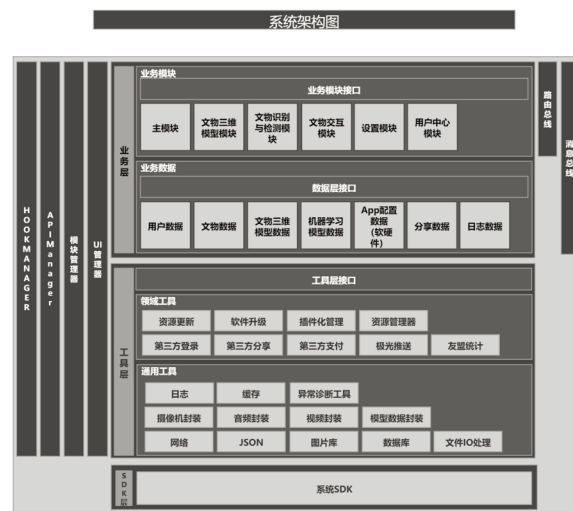 系统架构图
HOOKMANAGER
APIManager
模块管理器
UI管理器
业务层
业务模块
业务模块接口
主模块
文物三维
模型模块
文物识别
与检测模
块
文物交互
模块
设置模块
用户中心
模块
业务数据
数据层接口
用户数据
文物数据
文物三维
模型数据
机器学习
模型数据
App配置
数据
（软硬
件）
分享数据
日志数据
路由总线
消息总线
工具层
工具层接口
领域工具
资源更新
软件升级
插件化管理
资源管理器
第三方登录
第三方分享
第三方支付
极光推送
友盟统计
通用工具
日志
缓存
异常诊断工具
摄像机封装
音频封装
视频封装
模型数据封装
网络
JSON
图片库
数据库
文件IO处理
SDK层
系统SDK